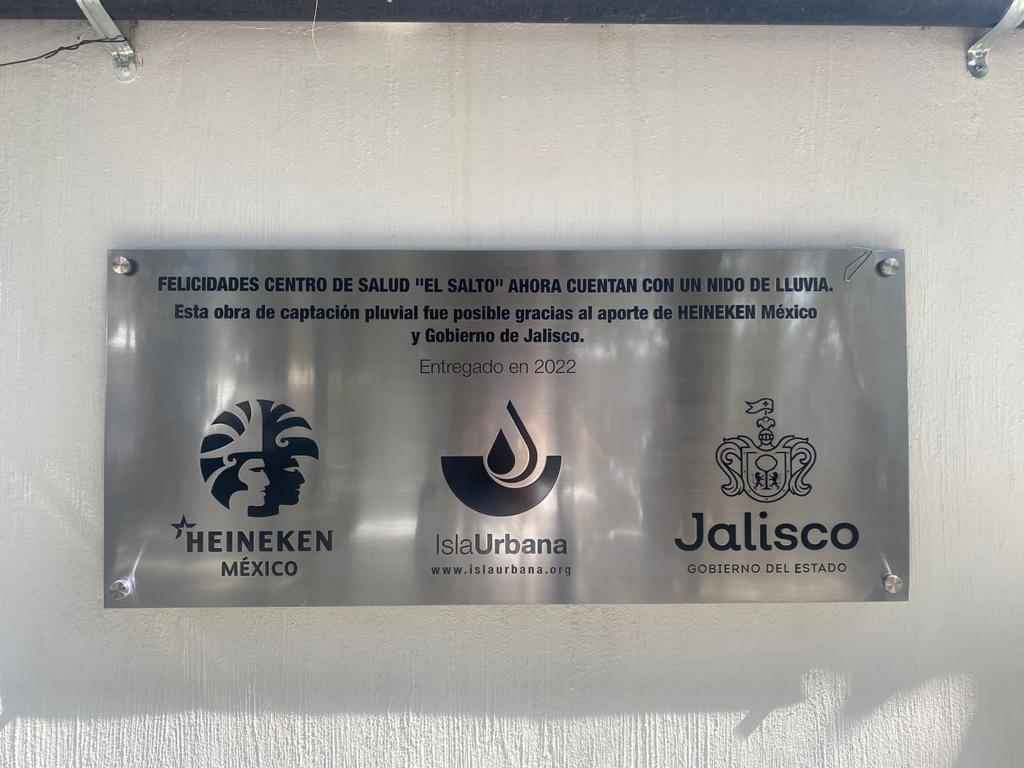 FELICIDADES CENTRO DE SALUD "EL SALTO" AHORA CUENTAN CON UN NIDO DE LLUVIA.
Esta obra de captación pluvial fue posible gracias al aporte de HEINEKEN México
y Gobierno de Jalisco.
Entregado en 2022
HEINEKEN
MÉXICO
IslaUrbana
www.islaurbana.org
Jalisco
GOBIERNO DEL ESTADO